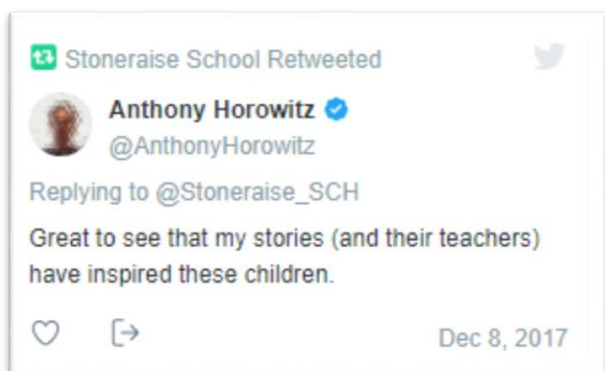 Stoneraise School Retweeted
Anthony Horowitz
@AnthonyHorowitz
Replying to @Stoneraise_SCH
Great to see that my stories (and their teachers)
have inspired these children.
Dec 8, 2017